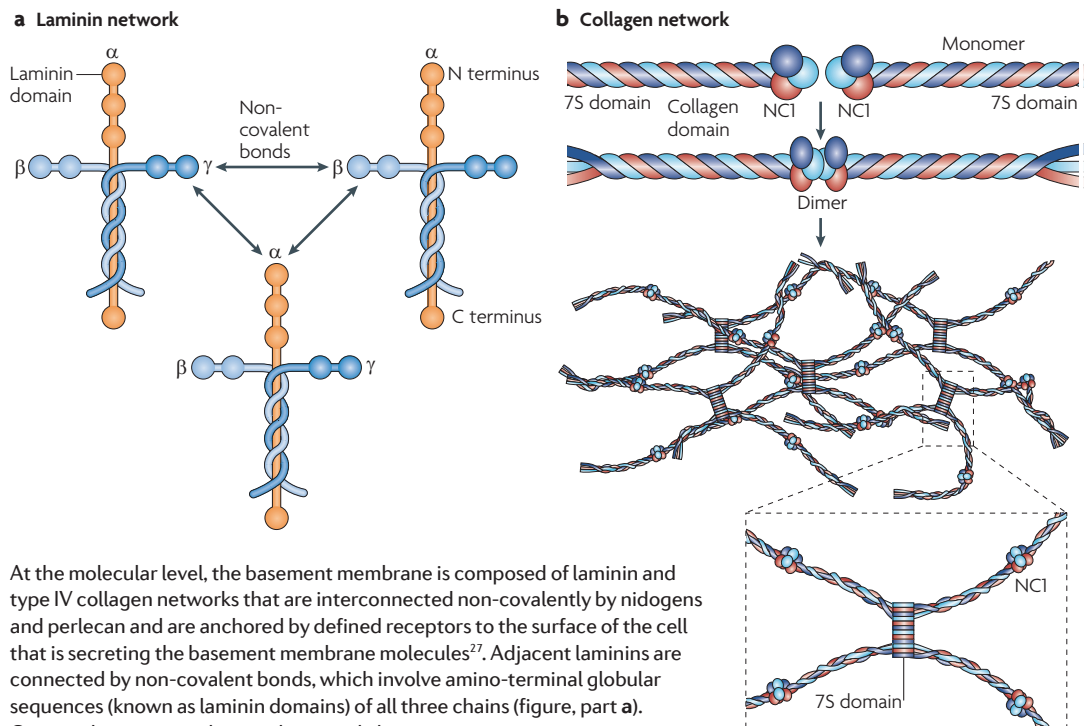 a Laminin network
α
Laminin
domain
β
γ
Non-
covalent
bonds
α
N terminus
β
C terminus
α
β
γ
b Collagen network
Monomer
7S domain
Collagen
domain
NC1
NC1
7S domain
Dimer
NC1
7S domain
At the molecular level, the basement membrane is composed of laminin and
type IV collagen networks that are interconnected non-covalently by nidogens
and perlecan and are anchored by defined receptors to the surface of the cell
that is secreting the basement membrane molecules²⁷. Adjacent laminins are
connected by non-covalent bonds, which involve amino-terminal globular
sequences (known as laminin domains) of all three chains (figure, part a).